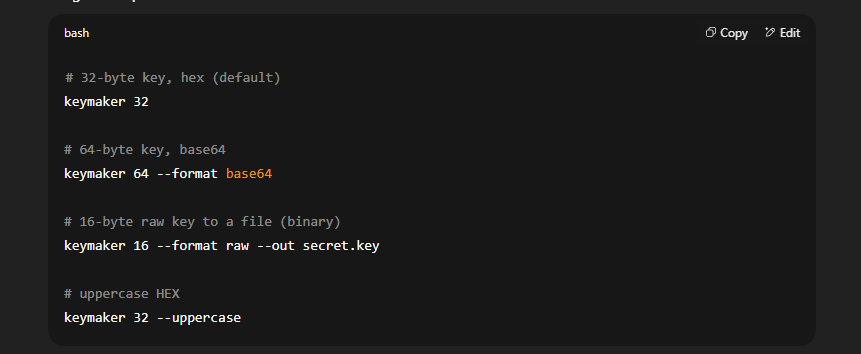 bash
Copy
Edit
# 32-byte key, hex (default)
keymaker 32
# 64-byte key, base64
keymaker 64 --format base64
# 16-byte raw key to a file (binary)
keymaker 16 --format raw --out secret.key
# uppercase HEX
keymaker 32 --uppercase